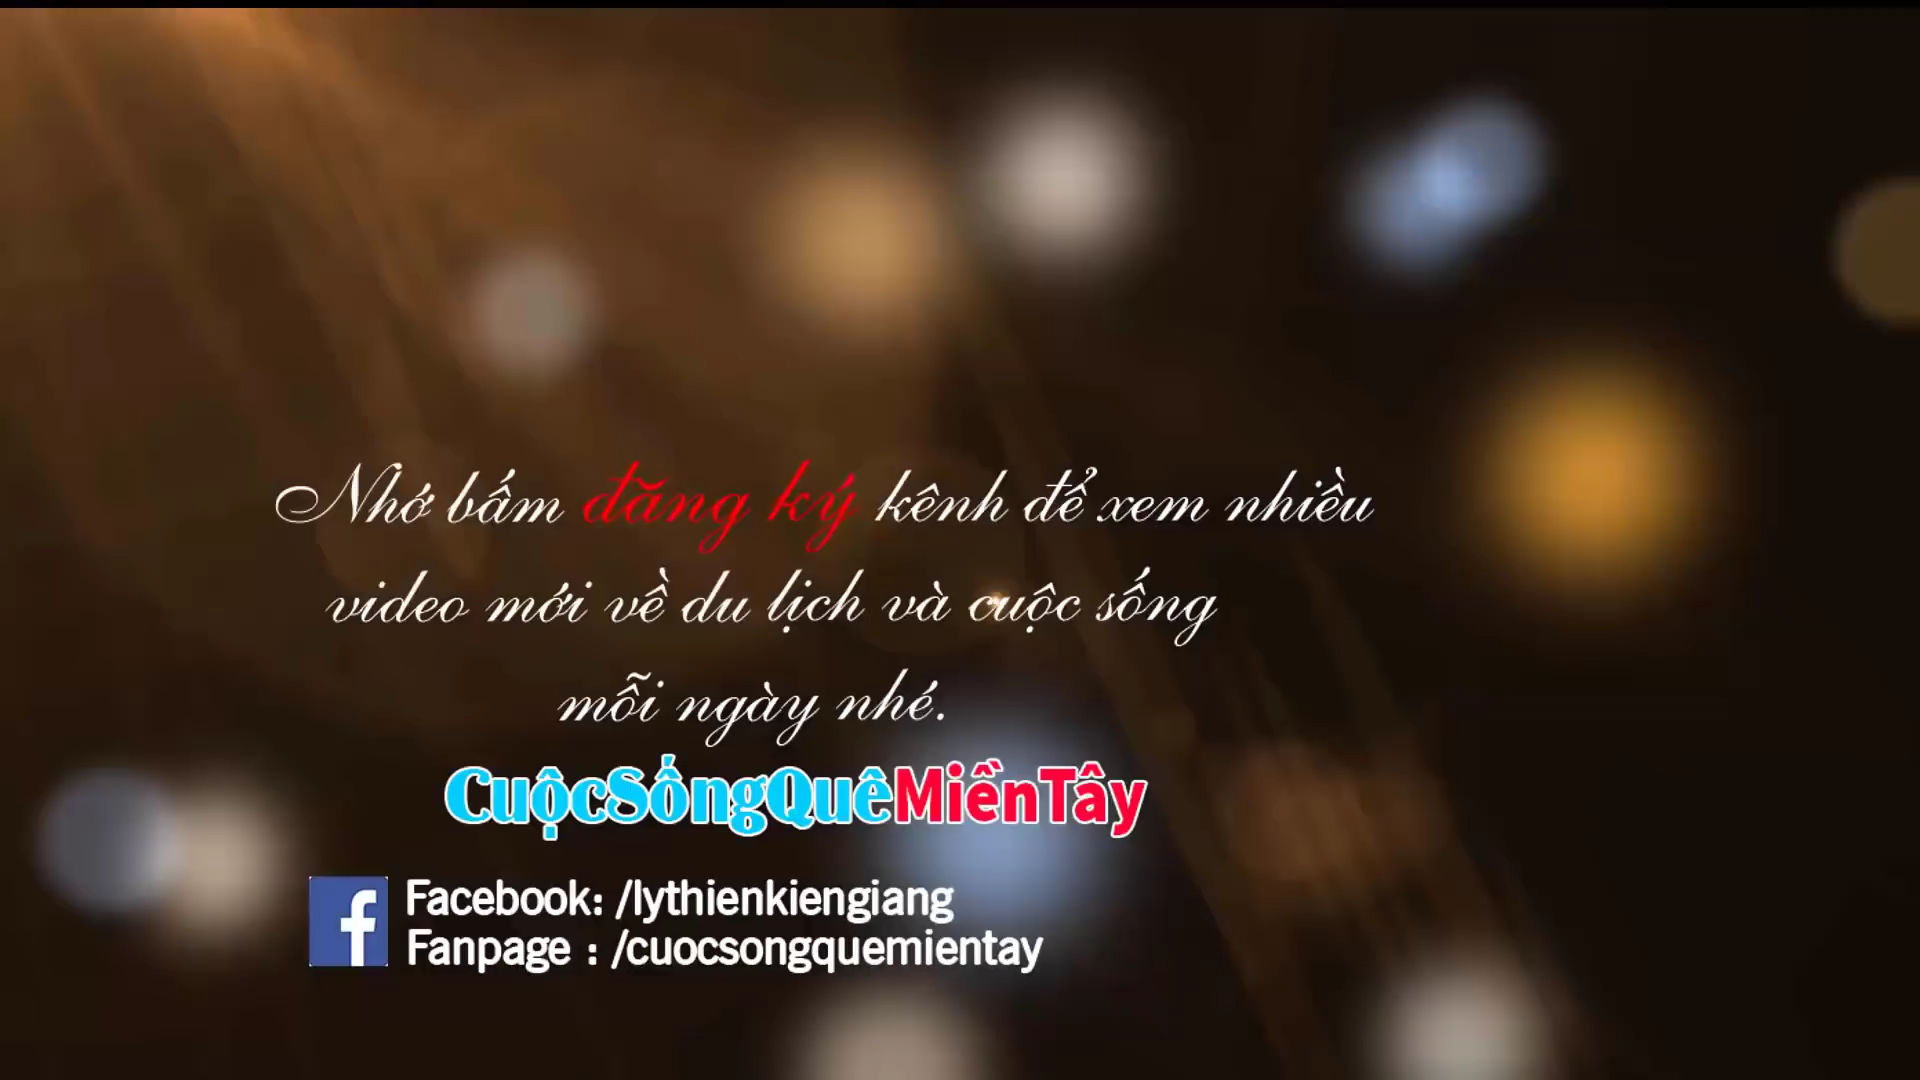 Nhớ bấm đăng ký kênh để xem nhiều
video mới về du lịch và cuộc sống
mỗi ngày nhé.
CuộcSốngQuêMiềnTây
Facebook: /lythienkiengiang
Fanpage : /cuocsongquemientay